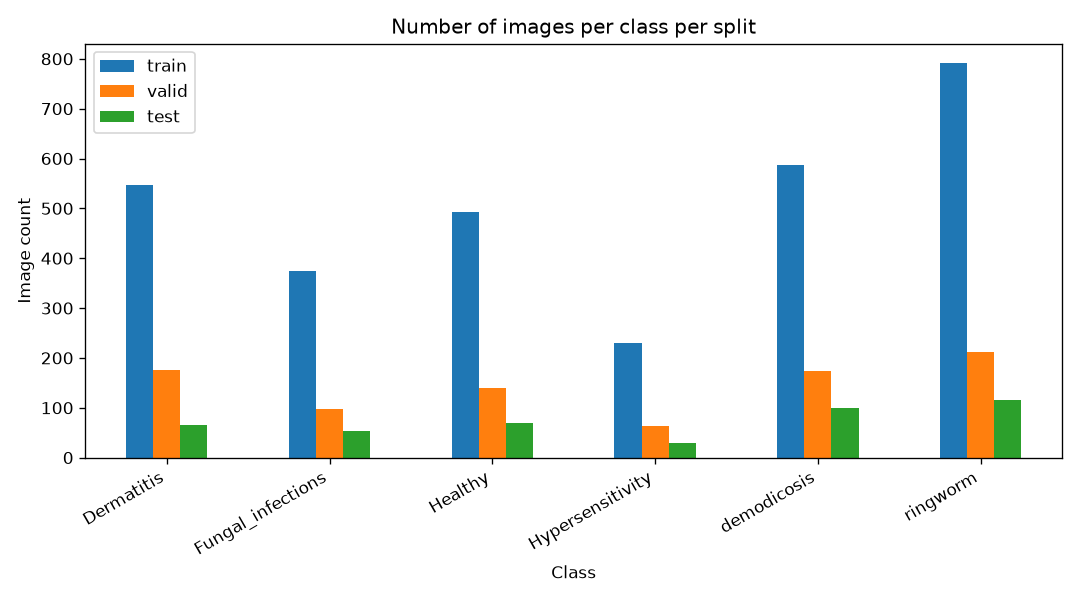 Number of images per class per split
train
valid
test
Image count
800
700
600
500
400
300
200
100
0
Dermatitis
Fungal_infections
Healthy
Hypersensitivity
demodicosis
ringworm
Class